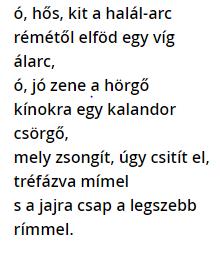 ó, hős, kit a halál-arc
rémétől elföd egy víg
álarc,
ó, jó zene a hörgő
kínokra egy kalandor
csörgő,
mely zsongít, úgy csitít el,
tréfázva mímel
s a jajra csap a legszebb
rímmel.